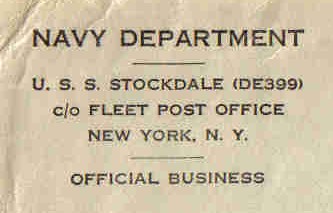 NAVY DEPARTMENT
U. S. S. STOCKDALE (DE399)
c/o FLEET POST OFFICE
NEW YORK, N. Y.
OFFICIAL BUSINESS